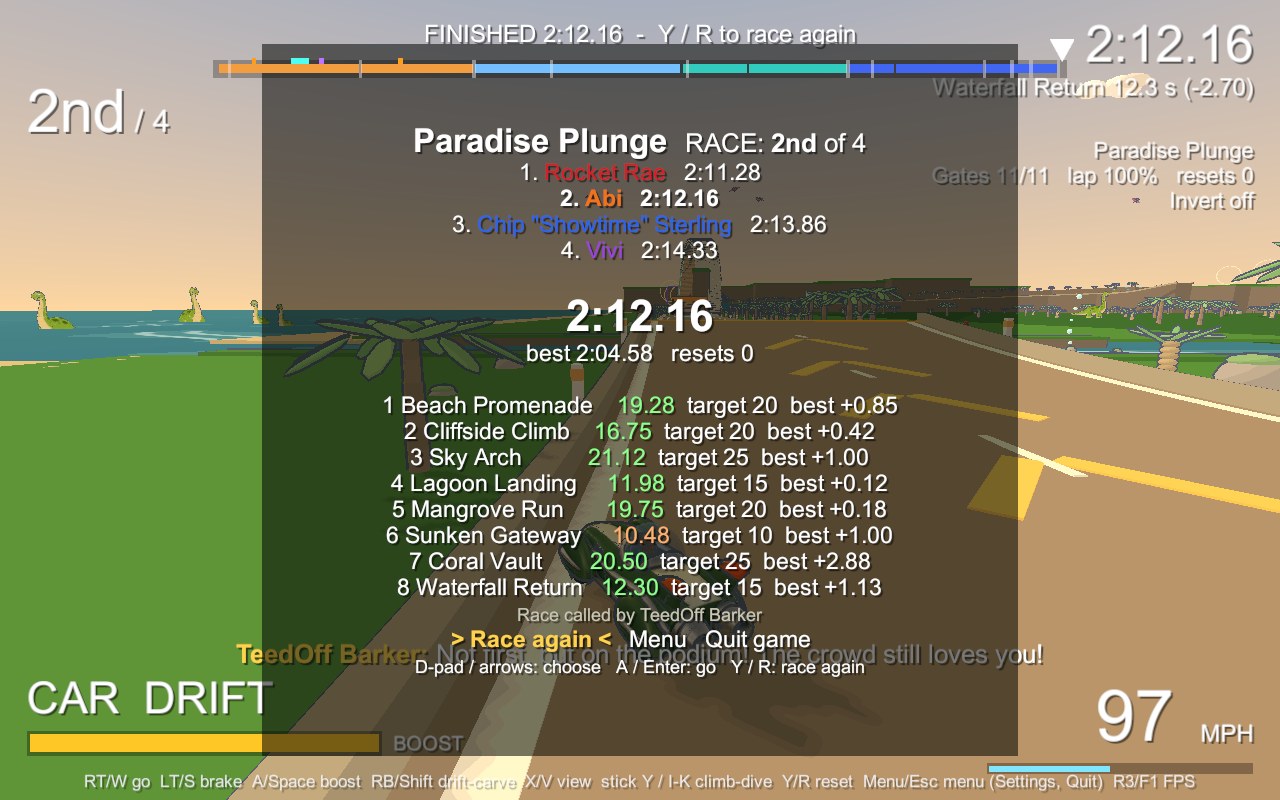 FINISHED 2:12.16 - Y / R to race again
2:12.16
Waterfall Return 12.3 s (-2.70)
2nd / 4
Paradise Plunge
Gates 11/11 lap 100% resets 0
Invert off
Paradise Plunge RACE: 2nd of 4
1. Rocket Rae 2:11.28
2. Abi 2:12.16
3. Chip "Showtime" Sterling 2:13.86
4. Vivi 2:14.33
2:12.16
best 2:04.58 resets 0
1 Beach Promenade 19.28 target 20 best +0.85
2 Cliffside Climb 16.75 target 20 best +0.42
3 Sky Arch 21.12 target 25 best +1.00
4 Lagoon Landing 11.98 target 15 best +0.12
5 Mangrove Run 19.75 target 20 best +0.18
6 Sunken Gateway 10.48 target 10 best +1.00
7 Coral Vault 20.50 target 25 best +2.88
8 Waterfall Return 12.30 target 15 best +1.13
Race called by TeedOff Barker
> Race again < Menu Quit game
TeedOff Barker: Not first, but on the podium! The crowd still loves you!
D-pad / arrows: choose A / Enter: go Y / R: race again
CAR DRIFT
BOOST
97 MPH
RT/W go LT/S brake A/Space boost RB/Shift drift-carve X/V view stick Y / I-K climb-dive Y/R reset Menu/Esc menu (Settings, Quit) R3/F1 FPS